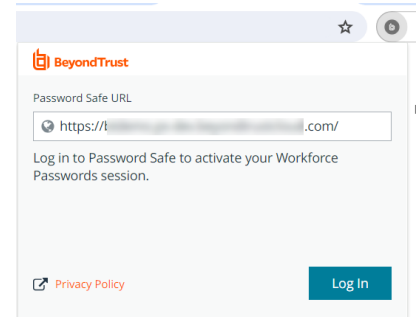 BeyondTrust
Password Safe URL
https:// .com/
Log in to Password Safe to activate your Workforce
Passwords session.
Privacy Policy
Log In